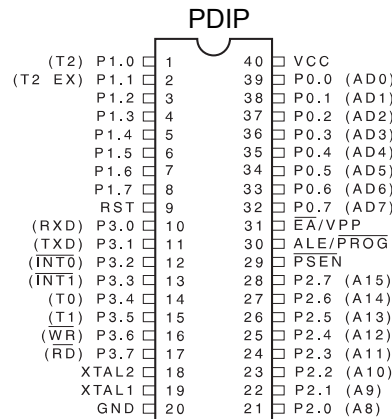 PDIP
(T2) P1.0 1 40 VCC
(T2 EX) P1.1 2 39 P0.0 (AD0)
P1.2 3 38 P0.1 (AD1)
P1.3 4 37 P0.2 (AD2)
P1.4 5 36 P0.3 (AD3)
P1.5 6 35 P0.4 (AD4)
P1.6 7 34 P0.5 (AD5)
P1.7 8 33 P0.6 (AD6)
RST 9 32 P0.7 (AD7)
(RXD) P3.0 10 31 EA/VPP
(TXD) P3.1 11 30 ALE/PROG
(INT0) P3.2 12 29 PSEN
(INT1) P3.3 13 28 P2.7 (A15)
(T0) P3.4 14 27 P2.6 (A14)
(T1) P3.5 15 26 P2.5 (A13)
(WR) P3.6 16 25 P2.4 (A12)
(RD) P3.7 17 24 P2.3 (A11)
XTAL2 18 23 P2.2 (A10)
XTAL1 19 22 P2.1 (A9)
GND 20 21 P2.0 (A8)